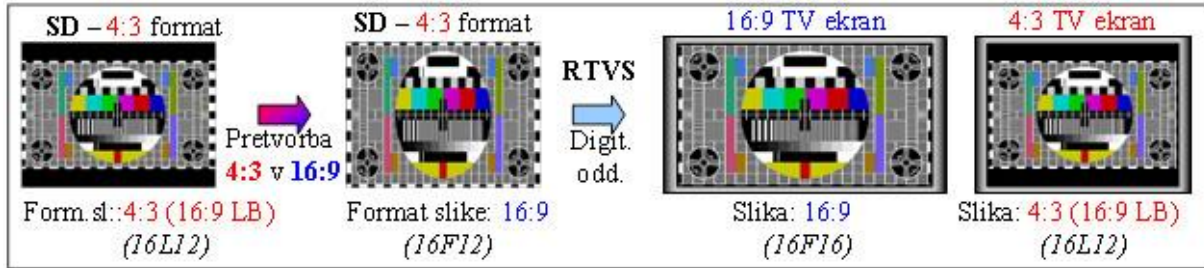 SD – 4:3 format
Form.sl.:4:3 (16:9 LB)
(16L12)
Pretvorba
4:3 v 16:9
SD – 4:3 format
Format slike: 16:9
(16F12)
RTVS
Digit.
odd.
16:9 TV ekran
Slika: 16:9
(16F16)
4:3 TV ekran
Slika: 4:3 (16:9 LB)
(16L12)